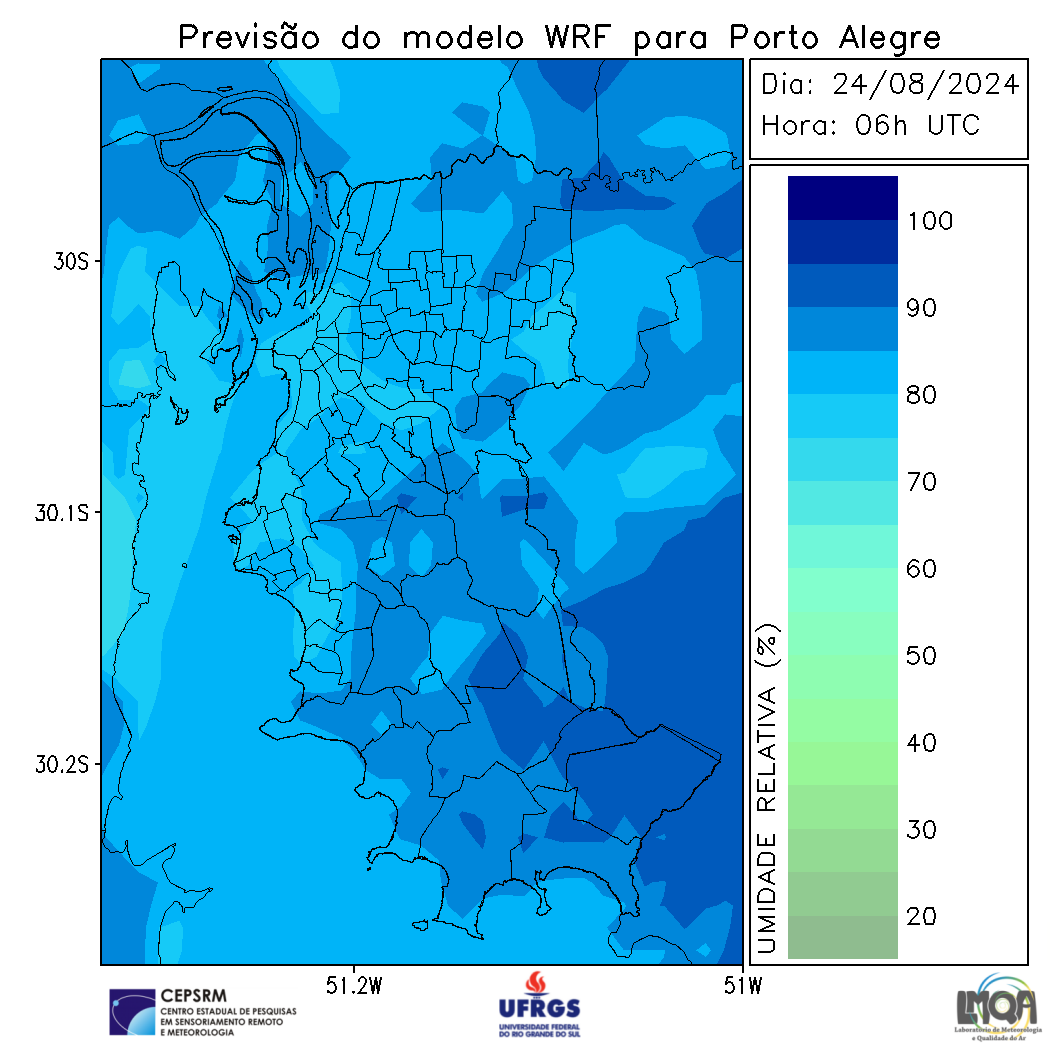 Previsão do modelo WRF para Porto Alegre
Dia: 24/08/2024
Hora: 06h UTC
100
90
80
70
60
50
40
30
20
UMIDADE RELATIVA (%)
30S
30.1S
30.2S
51.2W
51W
CEPSRM
CENTRO ESTADUAL DE PESQUISAS
EM SENSORIAMENTO REMOTO
E METEOROLOGIA
UFRGS
UNIVERSIDADE FEDERAL
DO RIO GRANDE DO SUL
LMQA
Laboratório de Meteorologia
e Qualidade do Ar